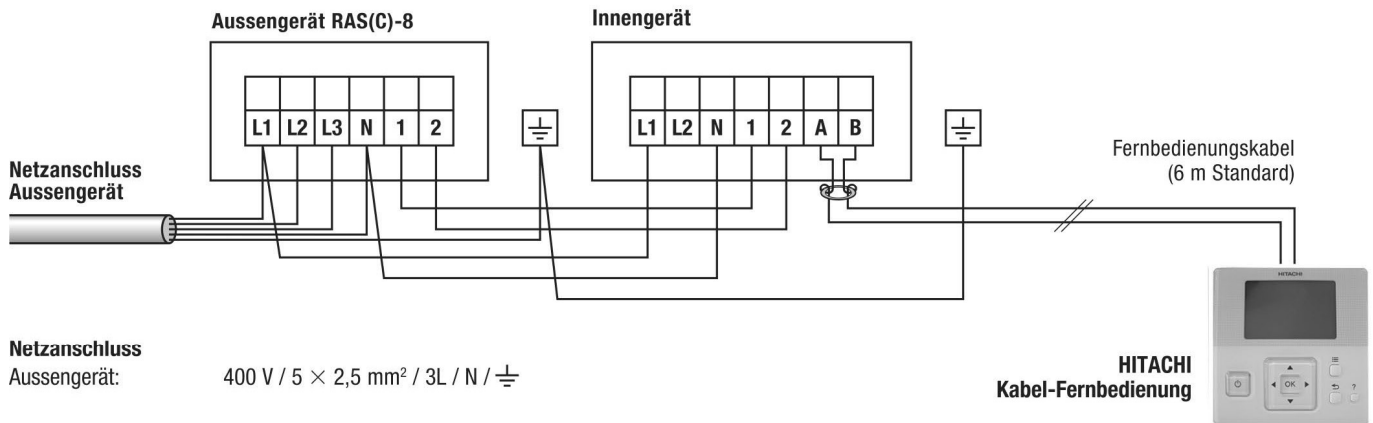 Aussengerät RAS(C)-8
Innengerät
L1 L2 L3 N 1 2
L1 L2 N 1 2 A B
Netzanschluss
Aussengerät
Fernbedienungskabel
(6 m Standard)
HITACHI
OK
?
HITACHI
Kabel-Fernbedienung
Netzanschluss
Aussengerät: 400 V / 5 × 2,5 mm² / 3L / N / ⏚